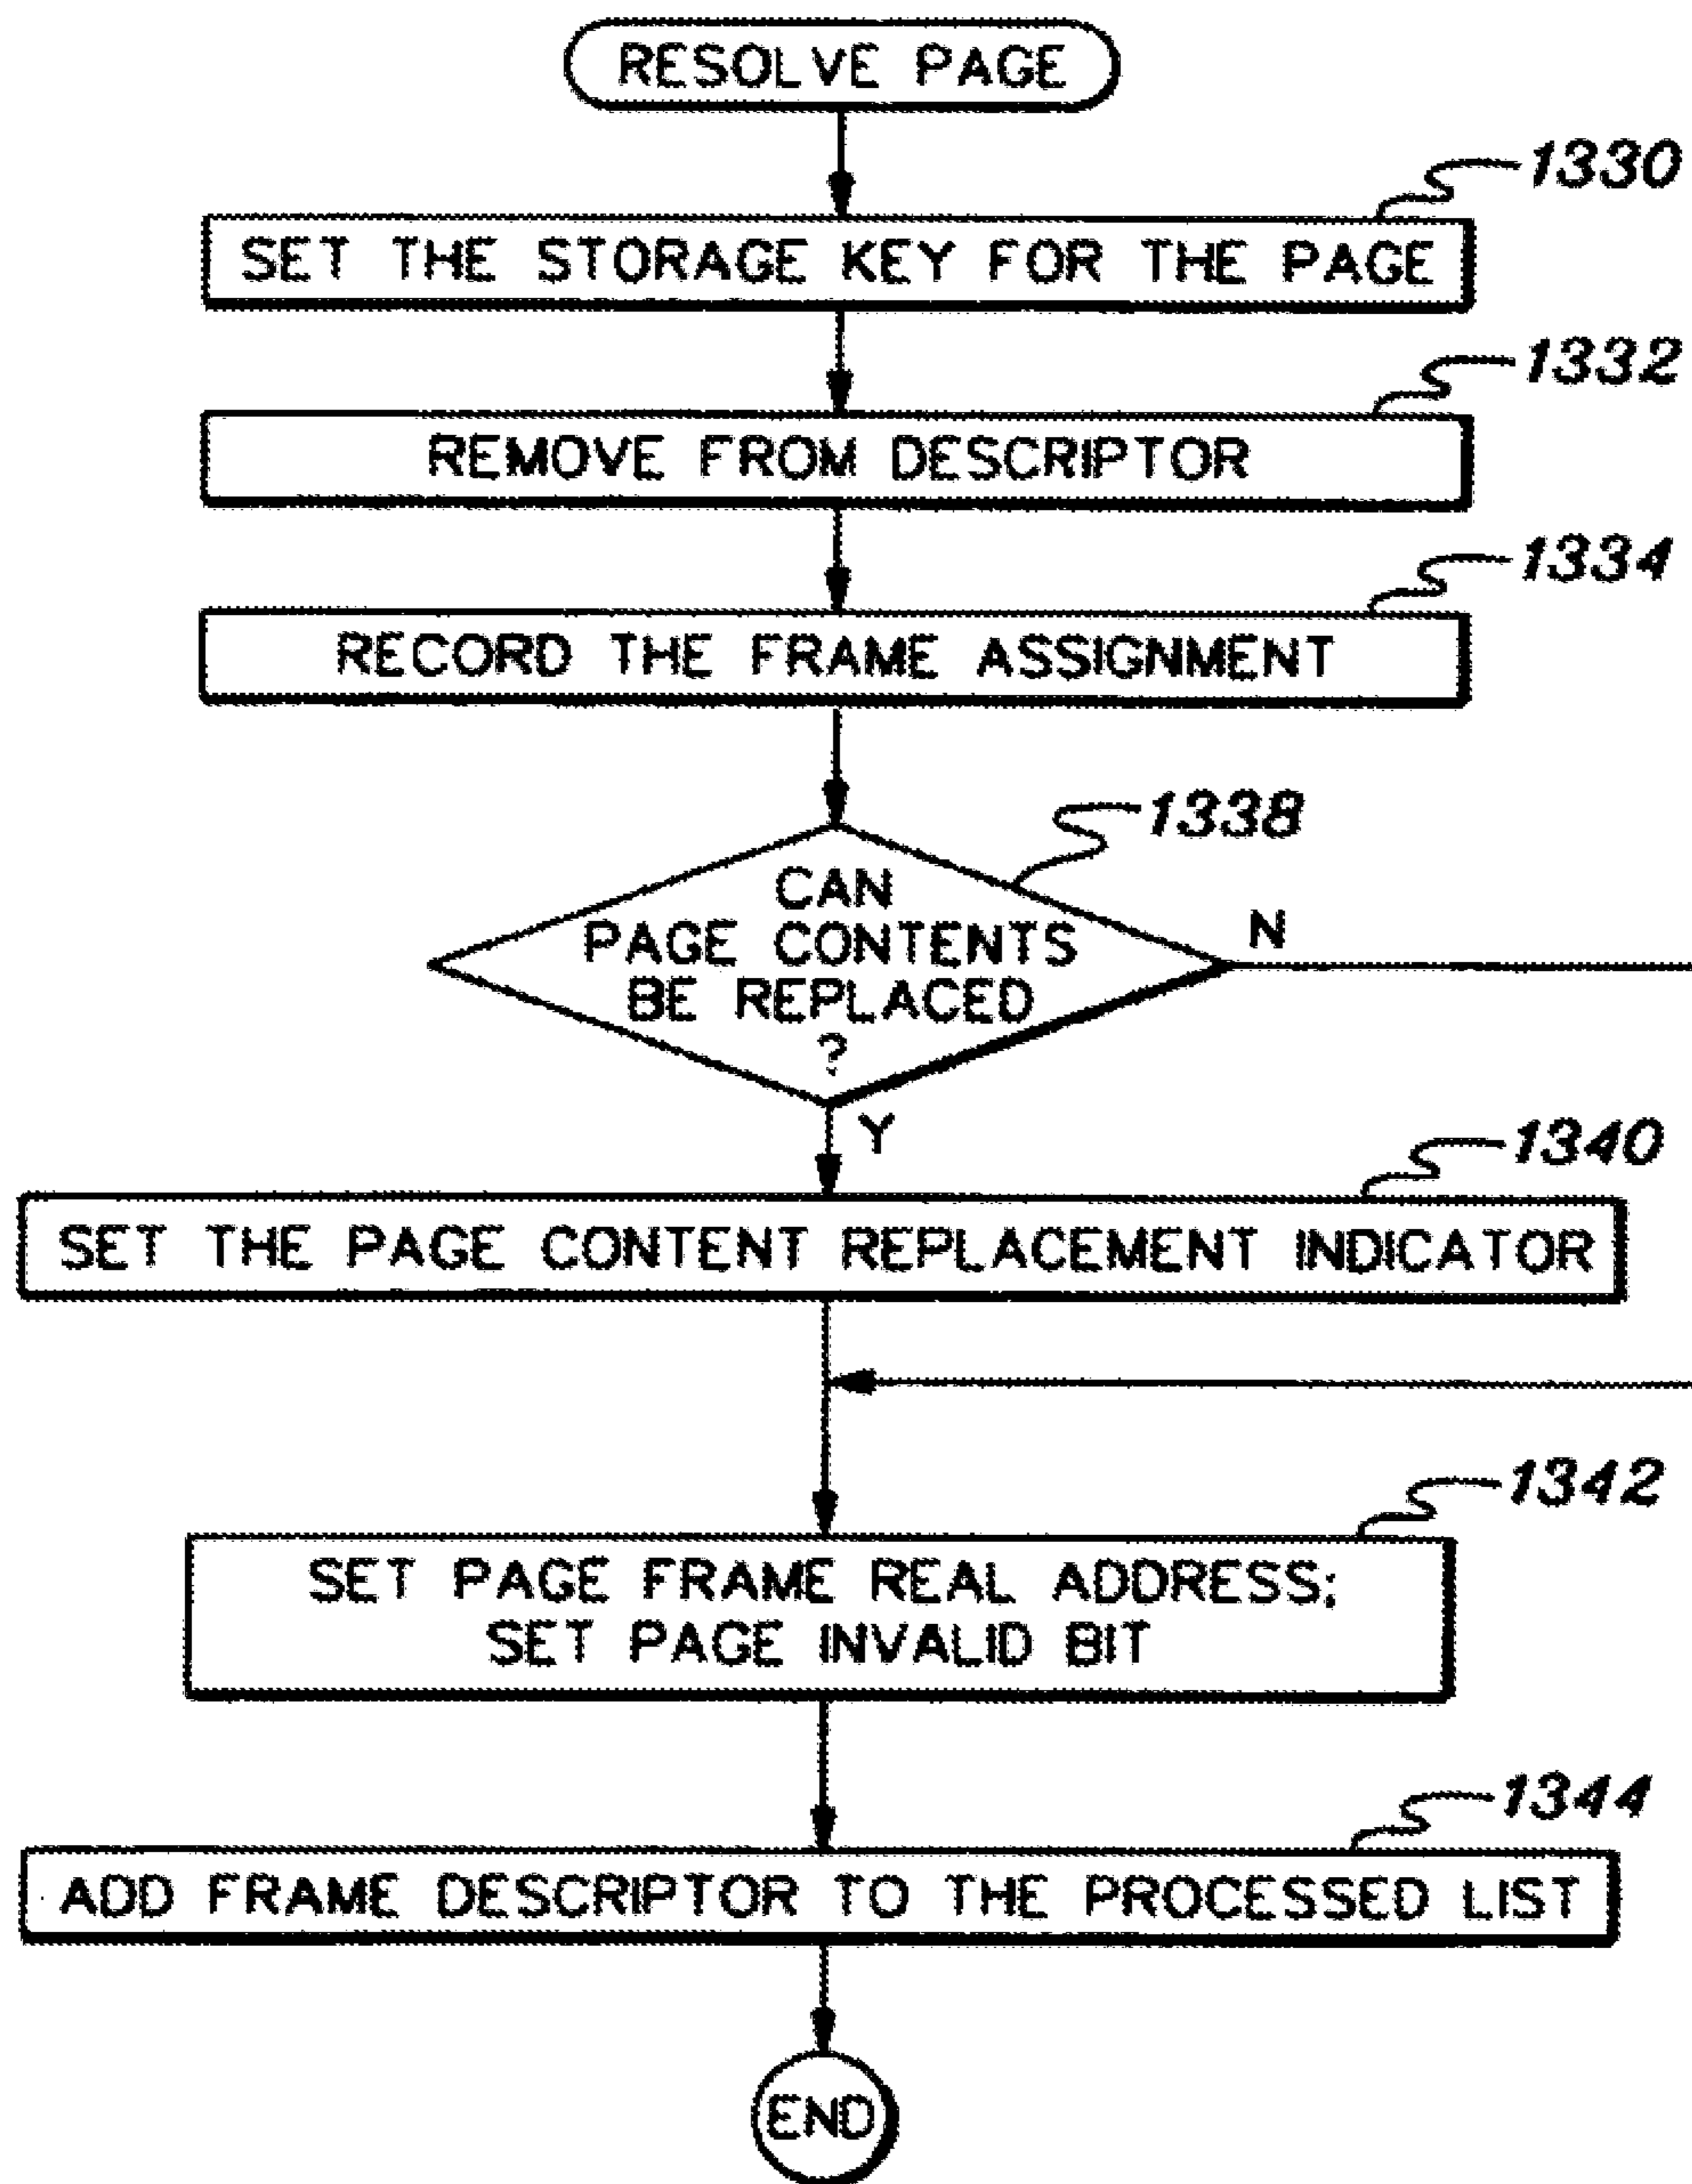 RESOLVE PAGE
1330
SET THE STORAGE KEY FOR THE PAGE
1332
REMOVE FROM DESCRIPTOR
1334
RECORD THE FRAME ASSIGNMENT
1338
CAN
PAGE CONTENTS
BE REPLACED
?
N
Y
1340
SET THE PAGE CONTENT REPLACEMENT INDICATOR
1342
SET PAGE FRAME REAL ADDRESS;
SET PAGE INVALID BIT
1344
ADD FRAME DESCRIPTOR TO THE PROCESSED LIST
END